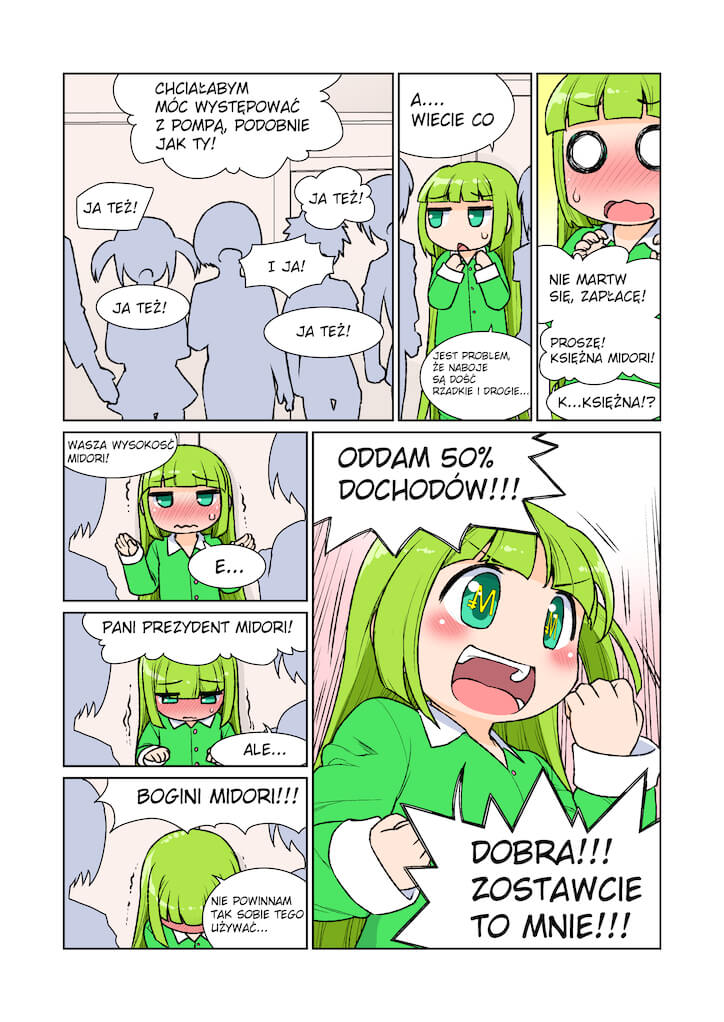 CHCIAŁABYM
MÓC WYSTĘPOWAĆ
Z POMPĄ, PODOBNIE
JAK TY!
JA TEŻ!
JA TEŻ!
I JA!
JA TEŻ!
JA TEŻ!
A....
WIECIE CO
JEST PROBLEM,
ŻE NABOJE
SĄ DOŚĆ
RZADKIE I DROGIE...
NIE MARTW
SIĘ, ZAPŁACĘ!
PROSZĘ!
KSIĘŻNA MIDORI!
K...KSIĘŻNA!?
WASZA WYSOKOSĆ
MIDORI!
E...
PANI PREZYDENT MIDORI!
ALE...
BOGINI MIDORI!!!
NIE POWINNAM
TAK SOBIE TEGO
UŻYWAĆ...
ODDAM 50%
DOCHODÓW!!!
M
M
DOBRA!!!
ZOSTAWCIE
TO MNIE!!!